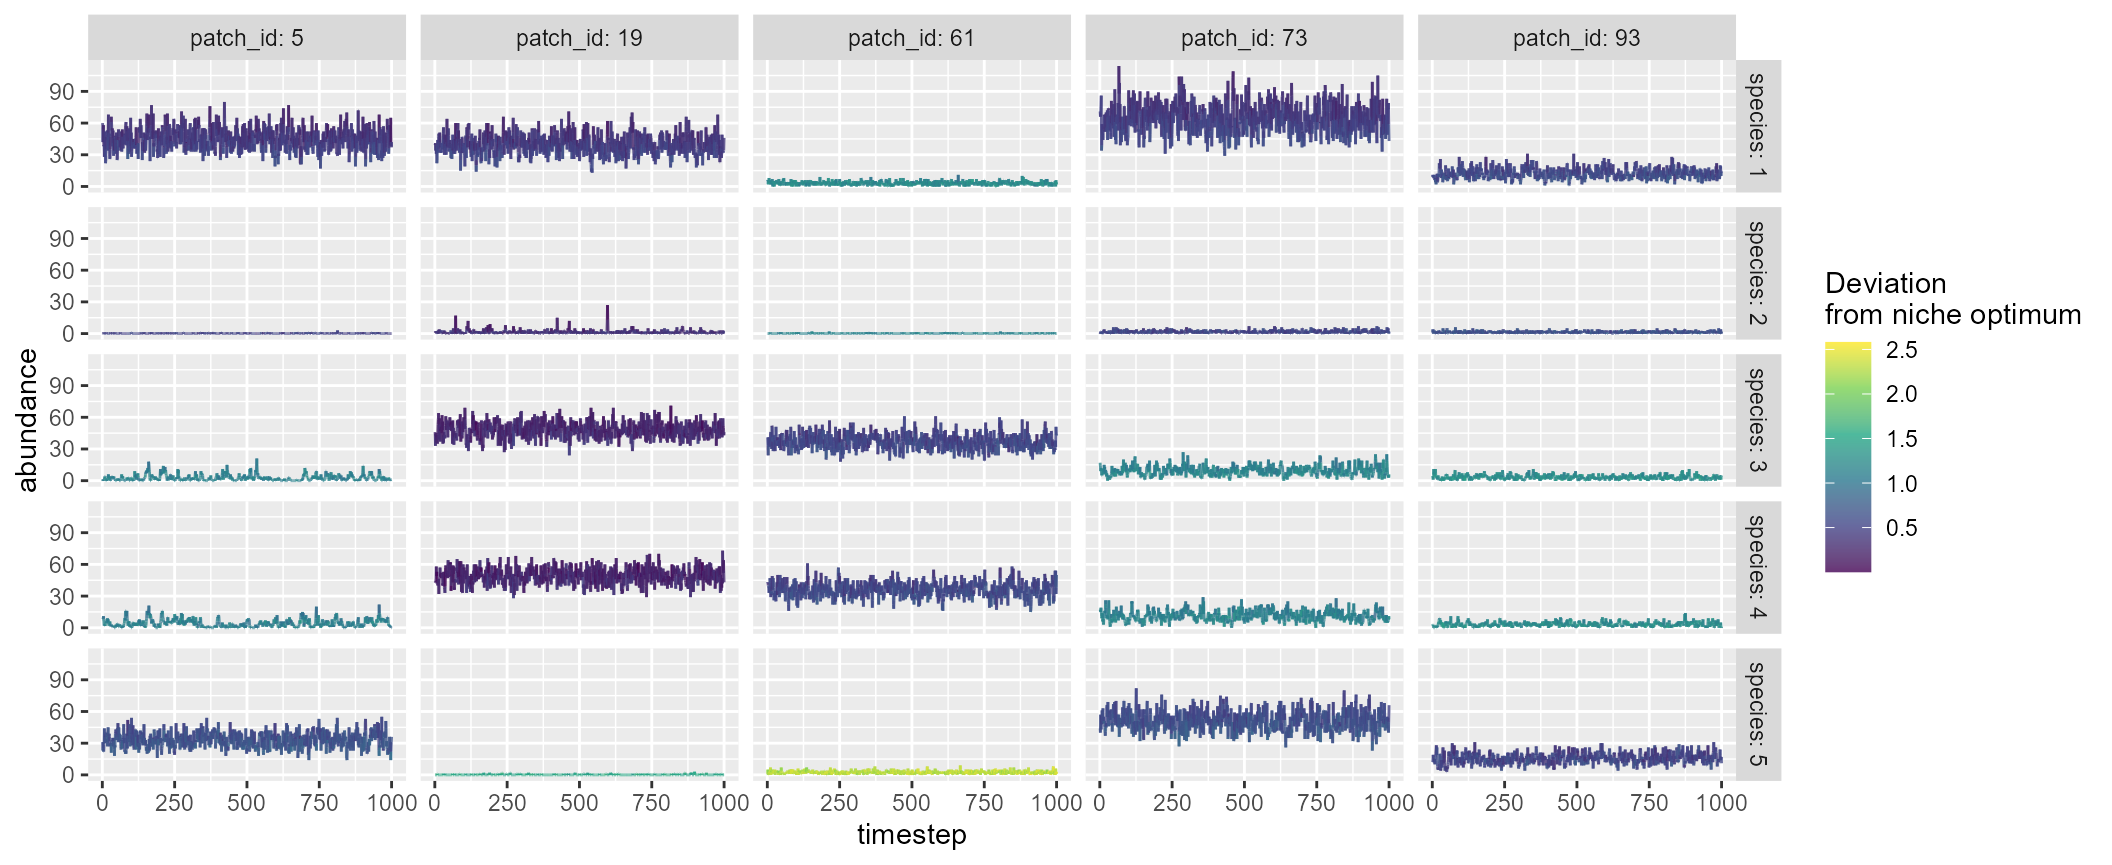 patch_id: 5
patch_id: 19
patch_id: 61
patch_id: 73
patch_id: 93
abundance
90
60
30
0
species: 1
90
60
30
0
species: 2
90
60
30
0
species: 3
90
60
30
0
species: 4
90
60
30
0
species: 5
0 250 500 750 1000
0 250 500 750 1000
0 250 500 750 1000
0 250 500 750 1000
0 250 500 750 1000
timestep
Deviation
from niche optimum
2.5
2.0
1.5
1.0
0.5